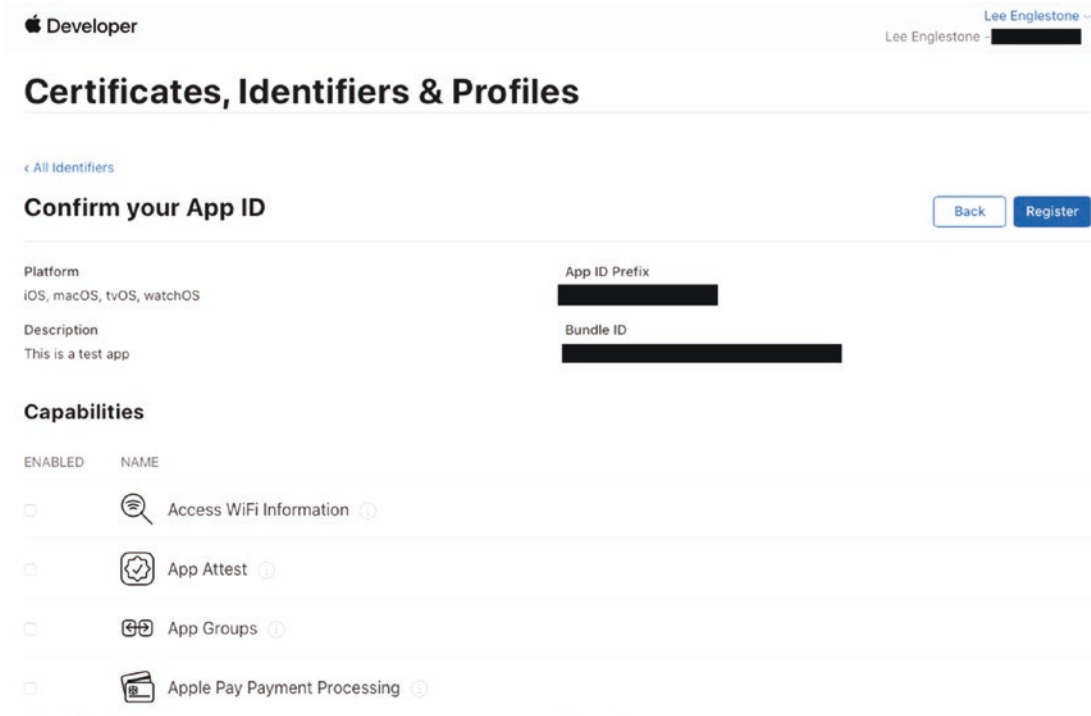 Developer
Lee Englestone
Lee Englestone -
Certificates, Identifiers & Profiles
< All Identifiers
Confirm your App ID
Back
Register
Platform
App ID Prefix
iOS, macOS, tvOS, watchOS
Description
Bundle ID
This is a test app
Capabilities
ENABLED NAME
Access WiFi Information
App Attest
App Groups
Apple Pay Payment Processing